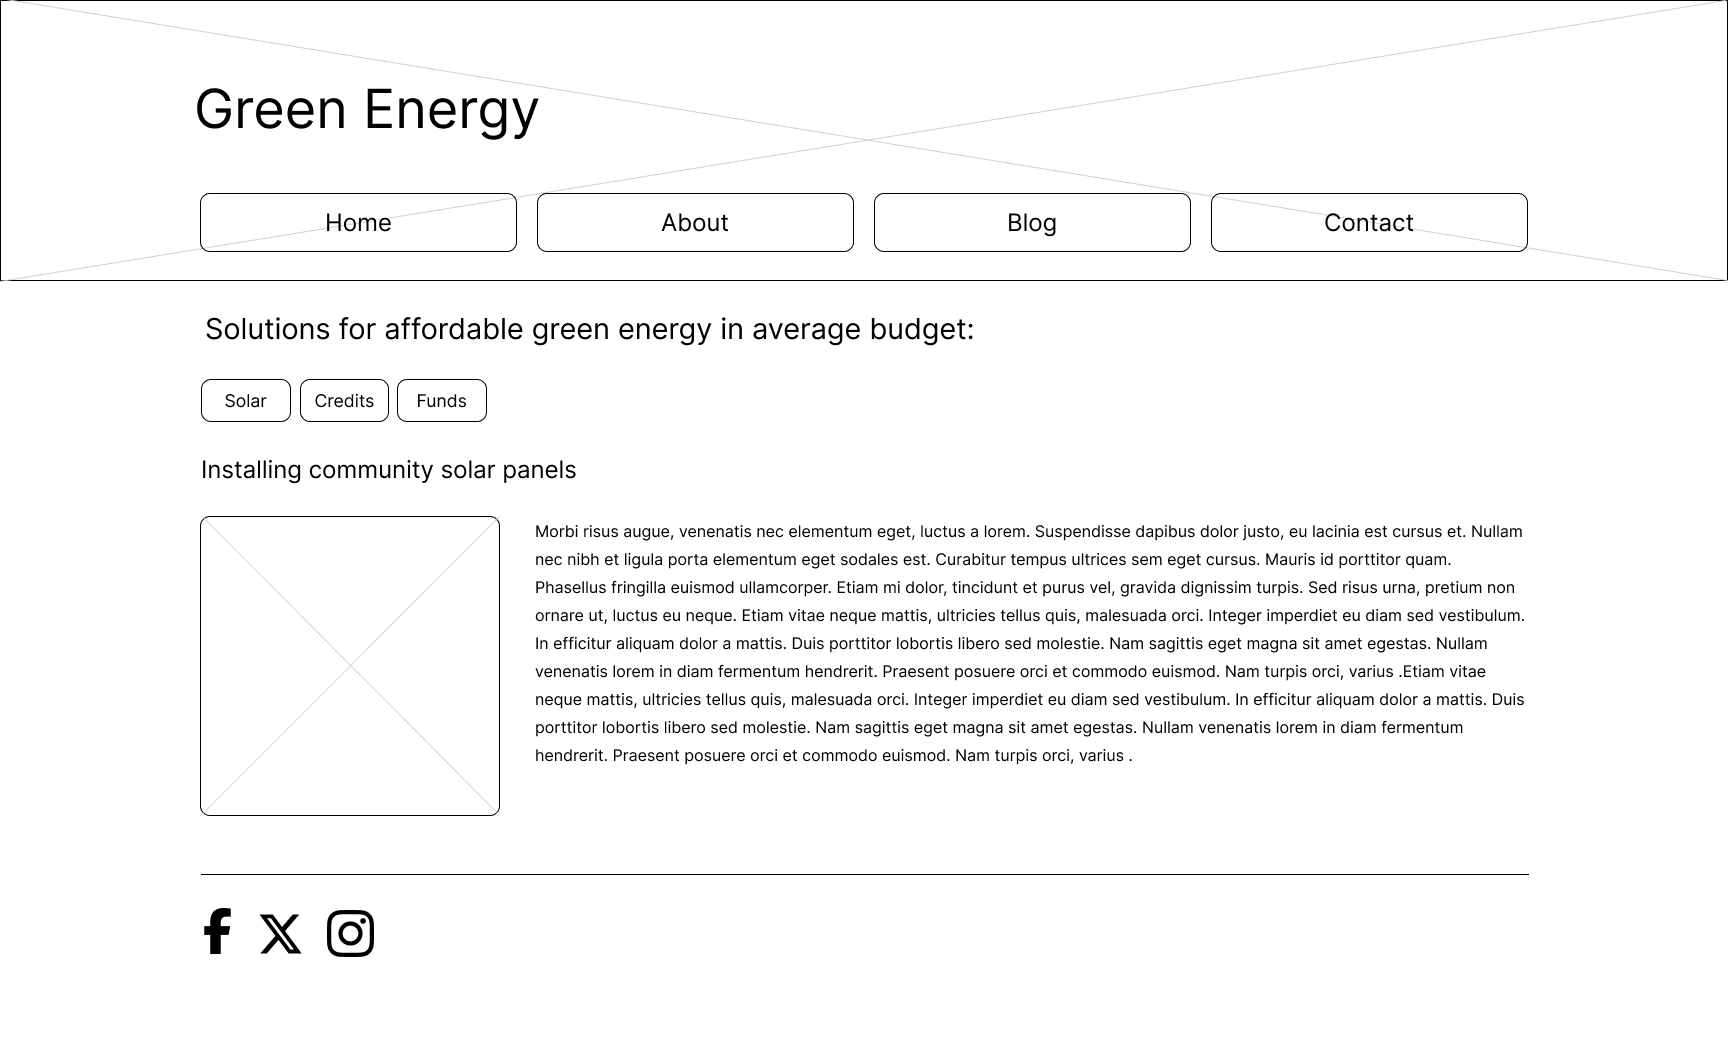 Green Energy
Home About Blog Contact
Solutions for affordable green energy in average budget:
Solar Credits Funds
Installing community solar panels
Morbi risus augue, venenatis nec elementum eget, luctus a lorem. Suspendisse dapibus dolor justo, eu lacinia est cursus et. Nullam
nec nibh et ligula porta elementum eget sodales est. Curabitur tempus ultrices sem eget cursus. Mauris id porttitor quam.
Phasellus fringilla euismod ullamcorper. Etiam mi dolor, tincidunt et purus vel, gravida dignissim turpis. Sed risus urna, pretium non
ornare ut, luctus eu neque. Etiam vitae neque mattis, ultricies tellus quis, malesuada orci. Integer imperdiet eu diam sed vestibulum.
In efficitur aliquam dolor a mattis. Duis porttitor lobortis libero sed molestie. Nam sagittis eget magna sit amet egestas. Nullam
venenatis lorem in diam fermentum hendrerit. Praesent posuere orci et commodo euismod. Nam turpis orci, varius .Etiam vitae
neque mattis, ultricies tellus quis, malesuada orci. Integer imperdiet eu diam sed vestibulum. In efficitur aliquam dolor a mattis. Duis
porttitor lobortis libero sed molestie. Nam sagittis eget magna sit amet egestas. Nullam venenatis lorem in diam fermentum
hendrerit. Praesent posuere orci et commodo euismod. Nam turpis orci, varius .